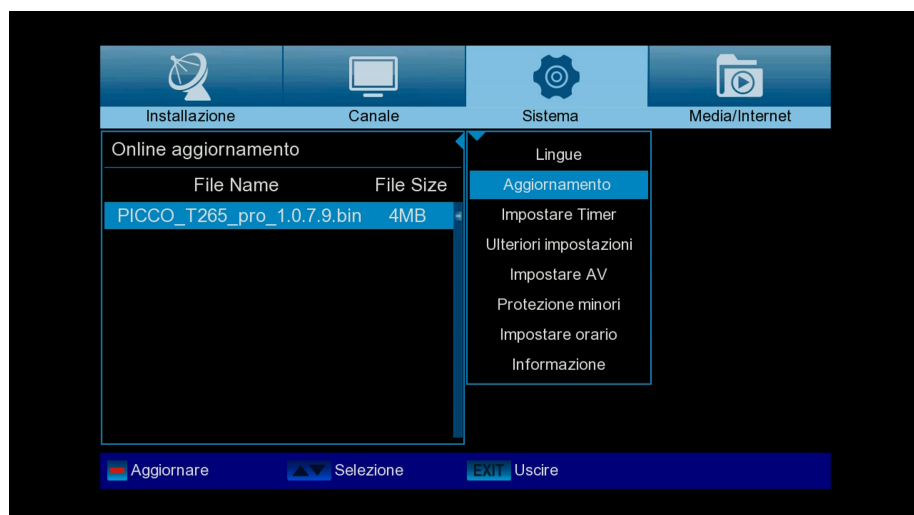 Installazione Canale Sistema Media/Internet
Online aggiornamento
File Name File Size
PICCO_T265_pro_1.0.7.9.bin 4MB
Lingue
Aggiornamento
Impostare Timer
Ulteriori impostazioni
Impostare AV
Protezione minori
Impostare orario
Informazione
Aggiornare Selezione EXIT Uscire